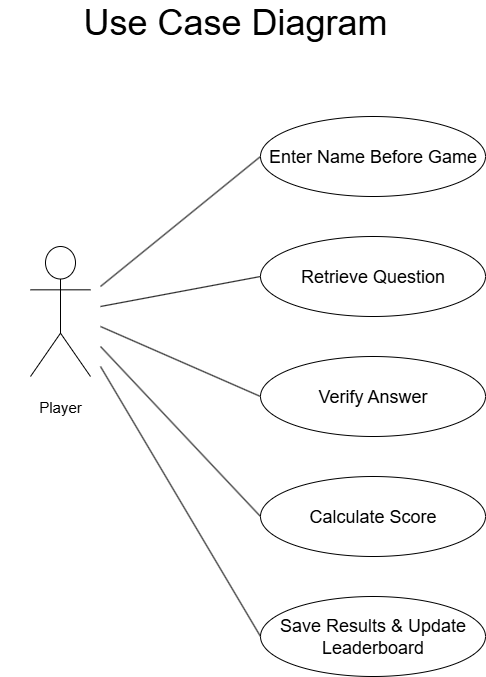 Use Case Diagram
Enter Name Before Game
Retrieve Question
Verify Answer
Player
Calculate Score
Save Results & Update
Leaderboard